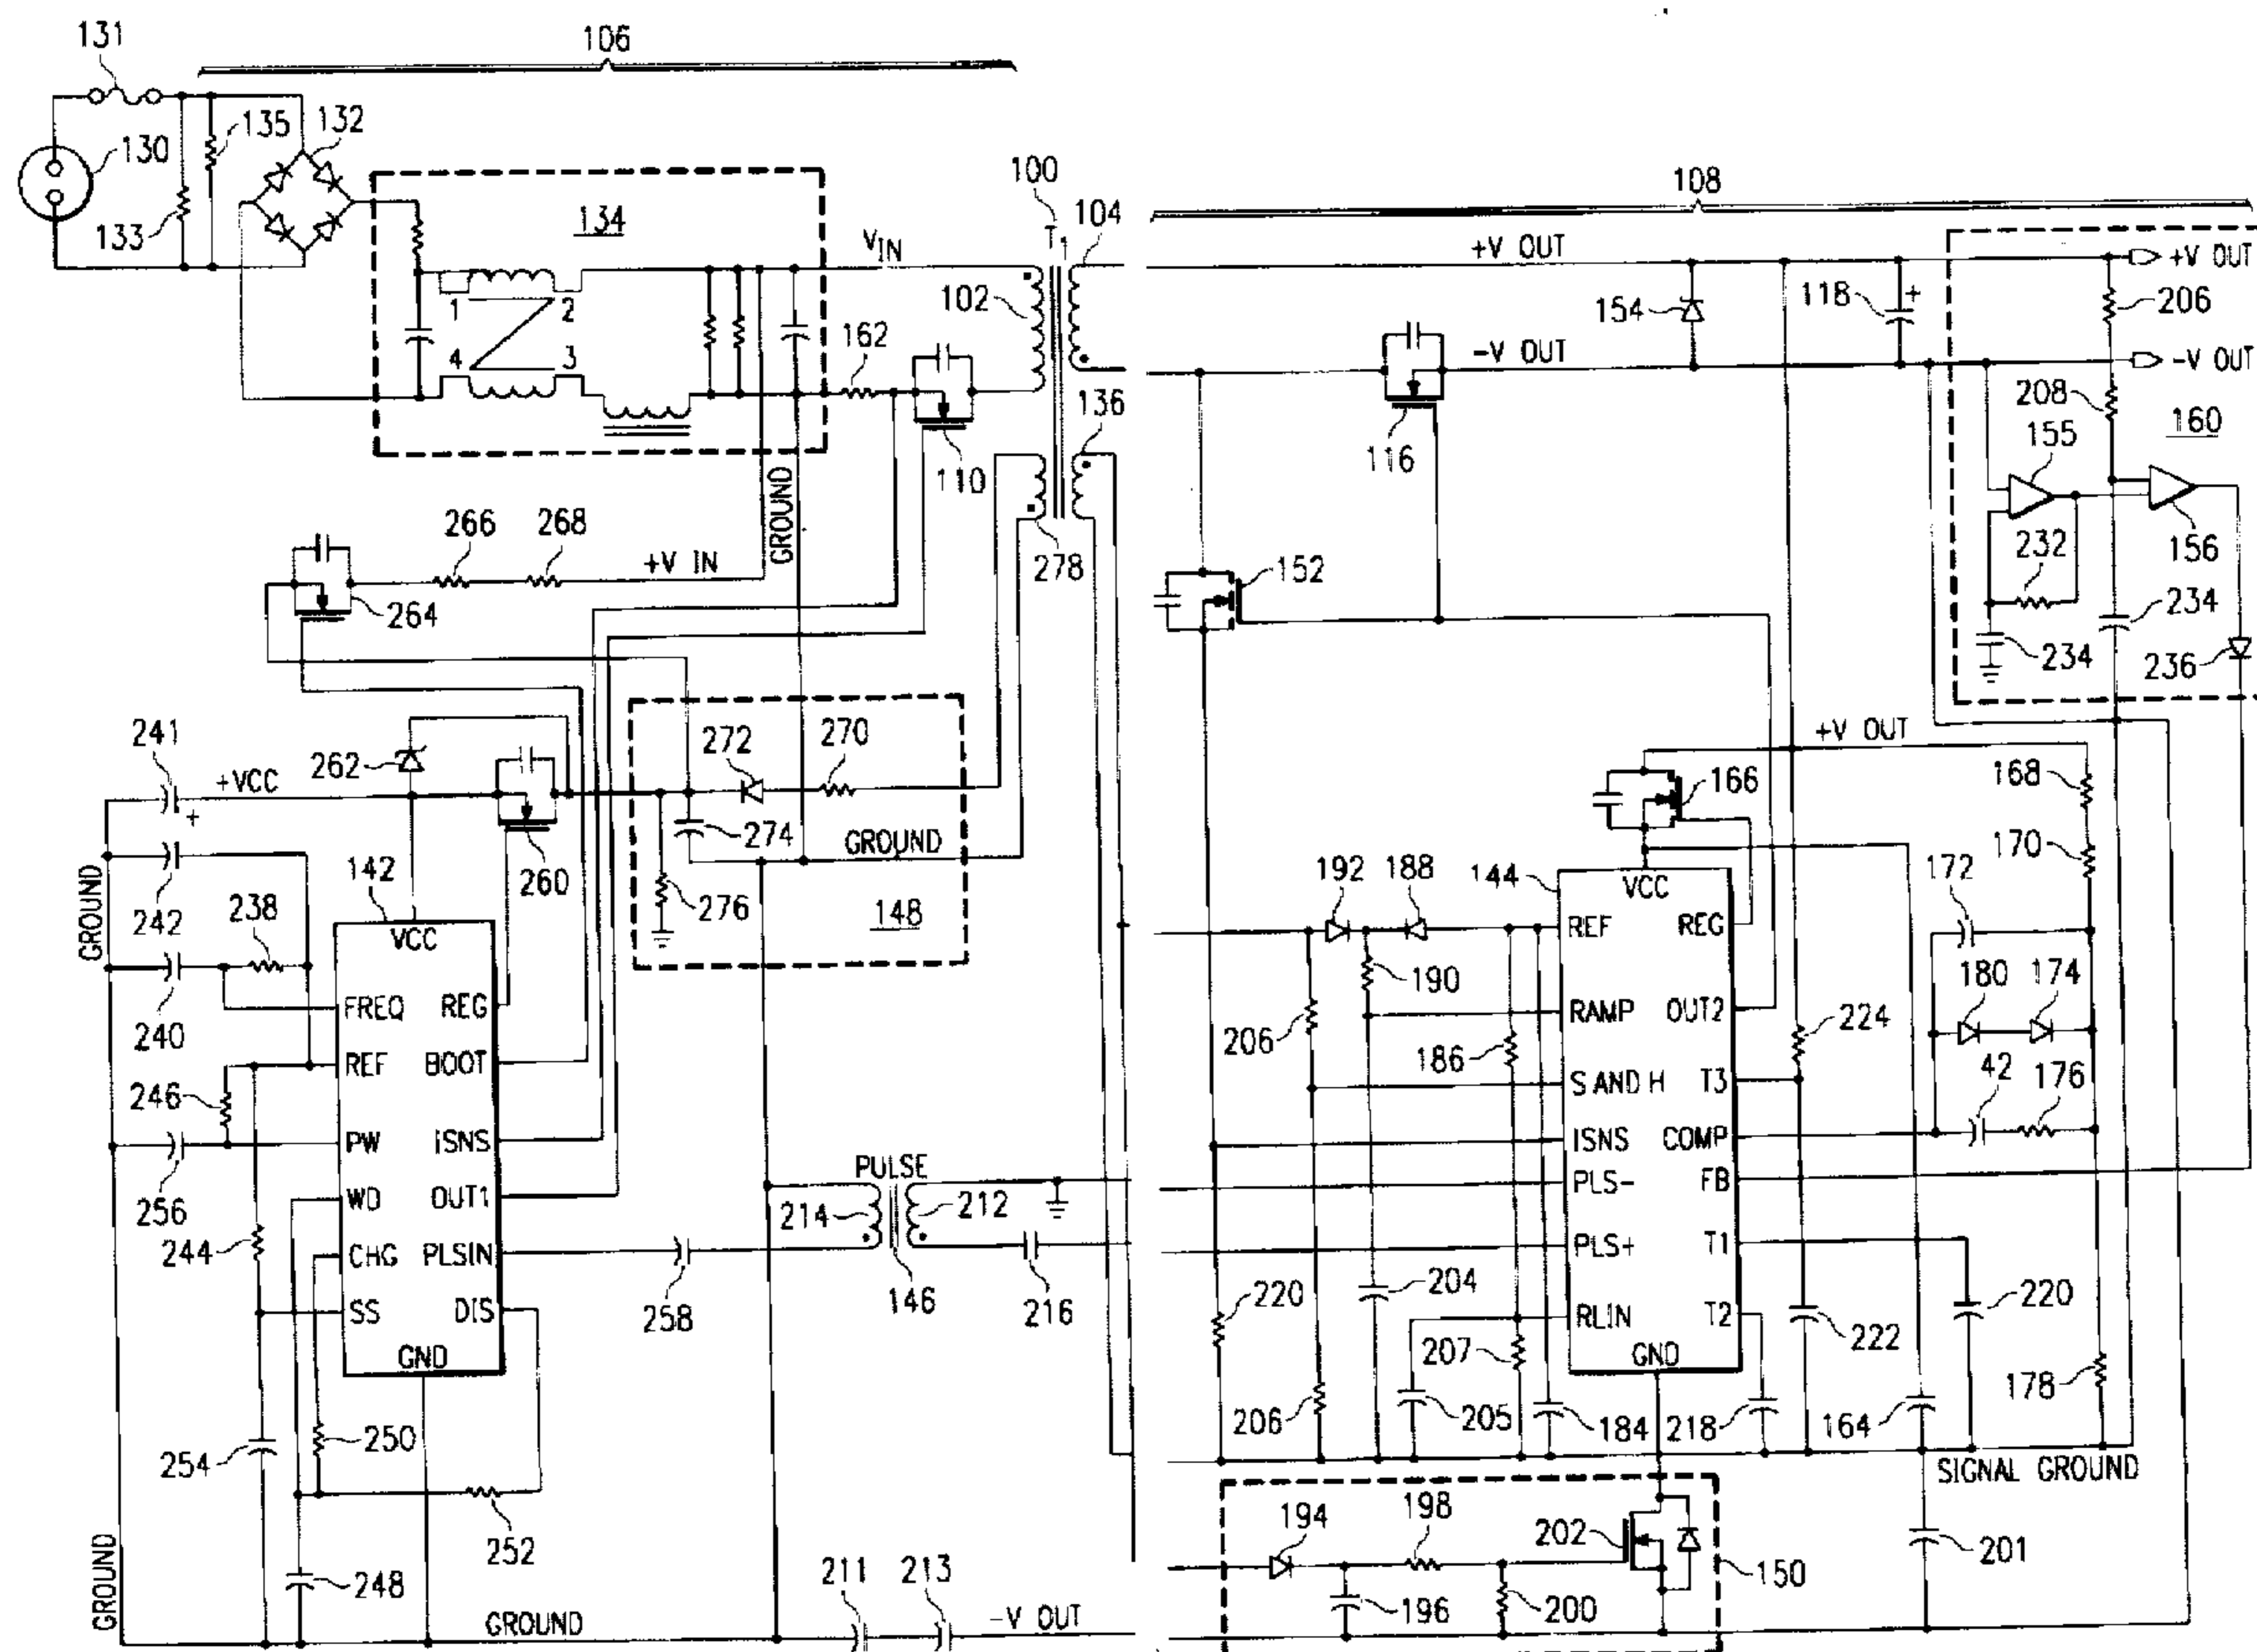 131
106
135
132
130
133
134
1
2
4
3
VIN
100
T1
104
102
162
110
136
278
GROUND
108
+V OUT
154
118
+
+V OUT
206
-V OUT
-V OUT
116
208
160
155
232
156
234
234
236
266
268
+V IN
264
152
241
+VCC
+
262
272
270
274
GROUND
260
276
148
+V OUT
166
168
170
GROUND
242
142
238
240
VCC
FREQ
REG
REF
BOOT
246
PW
ISNS
256
WD
OUT1
244
CHG
PLSIN
SS
DIS
GND
PULSE
214
212
258
146
216
254
250
252
248
GROUND
GROUND
211
213
-V OUT
192
188
144
VCC
REF
REG
190
206
RAMP
OUT2
186
S AND H
T3
224
ISNS
COMP
PLS-
FB
PLS+
T1
204
220
RLIN
T2
207
GND
222
220
172
180
174
42
176
178
206
205
184
218
164
SIGNAL GROUND
194
198
202
196
200
150
201